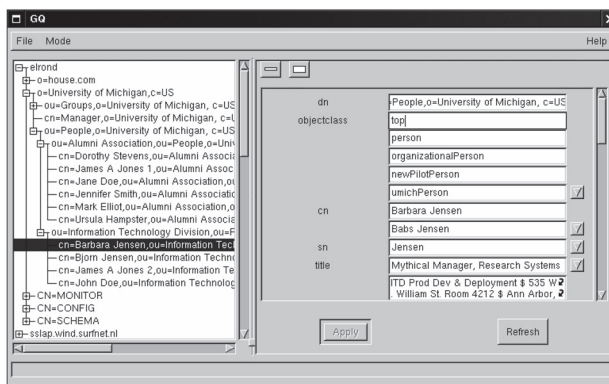 GQ
File Mode Help
elrond
o=house.com
o=University of Michigan,c=US
ou=Groups,o=University of Michigan, c=US
cn=Manager,o=University of Michigan, c=U
ou=People,o=University of Michigan, c=US
ou=Alumni Association,ou=People,o=Univ
cn=Dorothy Stevens,ou=Alumni Associa
cn=James A Jones 1,ou=Alumni Assoc
cn=Jane Doe,ou=Alumni Association,ou
cn=Jennifer Smith,ou=Alumni Associatio
cn=Mark Elliot,ou=Alumni Association,o
cn=Ursula Hampster,ou=Alumni Associa
ou=Information Technology Division,ou=P
cn=Barbara Jensen,ou=Information Tec
cn=Bjorn Jensen,ou=Information Techno
cn=James A Jones 2,ou=Information Te
cn=John Doe,ou=Information Technolog
CN=MONITOR
CN=CONFIG
CN=SCHEMA
sslap.wind.surfnet.nl
dn People,o=University of Michigan, c=US
objectclass top
person
organizationalPerson
newPilotPerson
umichPerson
cn Barbara Jensen
Babs Jensen
sn Jensen
title Mythical Manager, Research Systems
ITD Prod Dev & Deployment $ 535 W
. William St. Room 4212 $ Ann Arbor,
Apply Refresh